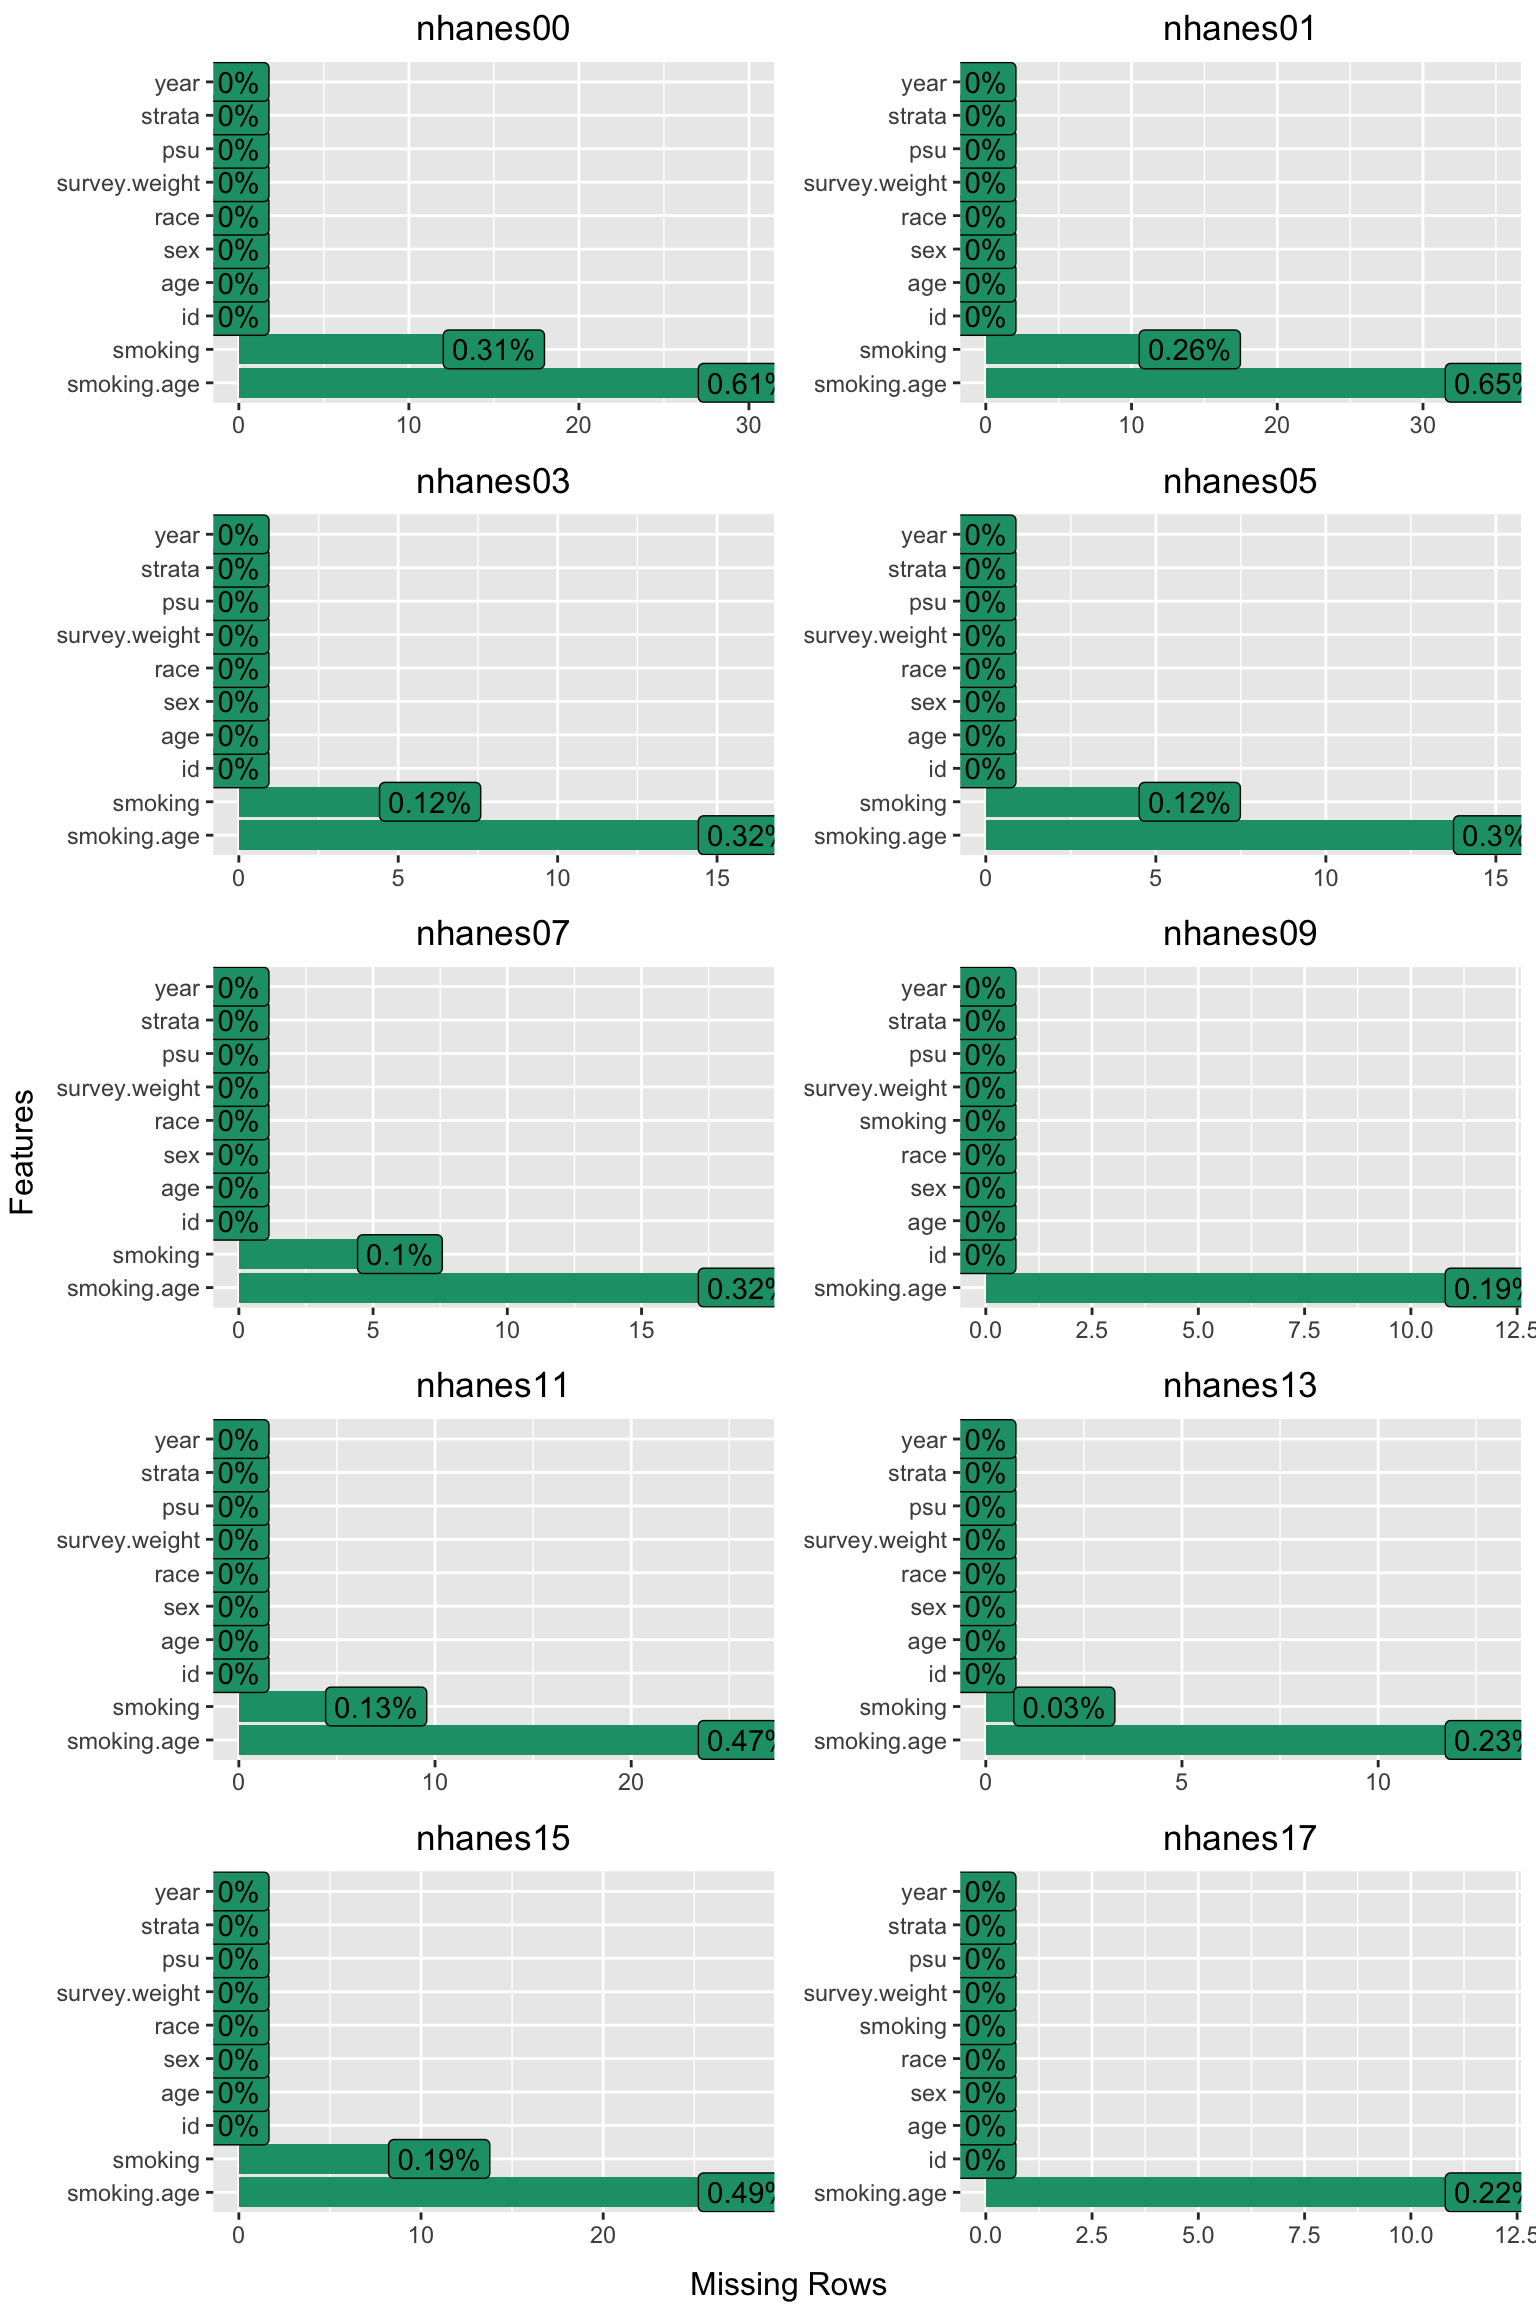 nhanes00
year 0%
strata 0%
psu 0%
survey.weight 0%
race 0%
sex 0%
age 0%
id 0%
smoking 0.31%
smoking.age 0.61%
0 10 20 30
nhanes01
year 0%
strata 0%
psu 0%
survey.weight 0%
race 0%
sex 0%
age 0%
id 0%
smoking 0.26%
smoking.age 0.65%
0 10 20 30
nhanes03
year 0%
strata 0%
psu 0%
survey.weight 0%
race 0%
sex 0%
age 0%
id 0%
smoking 0.12%
smoking.age 0.32%
0 5 10 15
nhanes05
year 0%
strata 0%
psu 0%
survey.weight 0%
race 0%
sex 0%
age 0%
id 0%
smoking 0.12%
smoking.age 0.3%
0 5 10 15
Features
nhanes07
year 0%
strata 0%
psu 0%
survey.weight 0%
race 0%
sex 0%
age 0%
id 0%
smoking 0.1%
smoking.age 0.32%
0 5 10 15
nhanes09
year 0%
strata 0%
psu 0%
survey.weight 0%
smoking 0%
race 0%
sex 0%
age 0%
id 0%
smoking.age 0.19%
0.0 2.5 5.0 7.5 10.0 12.5
nhanes11
year 0%
strata 0%
psu 0%
survey.weight 0%
race 0%
sex 0%
age 0%
id 0%
smoking 0.13%
smoking.age 0.47%
0 10 20
nhanes13
year 0%
strata 0%
psu 0%
survey.weight 0%
race 0%
sex 0%
age 0%
id 0%
smoking 0.03%
smoking.age 0.23%
0 5 10
nhanes15
year 0%
strata 0%
psu 0%
survey.weight 0%
race 0%
sex 0%
age 0%
id 0%
smoking 0.19%
smoking.age 0.49%
0 10 20
nhanes17
year 0%
strata 0%
psu 0%
survey.weight 0%
smoking 0%
race 0%
sex 0%
age 0%
id 0%
smoking.age 0.22%
0.0 2.5 5.0 7.5 10.0 12.5
Missing Rows